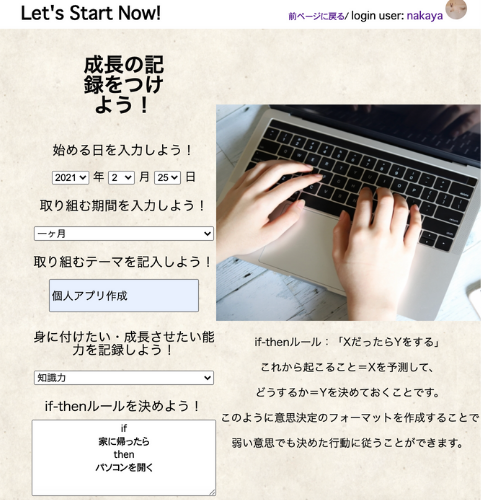 Let's Start Now!
前ページに戻る/ login user: nakaya
成長の記
録をつけ
よう！
始める日を入力しよう！
2021 年 2 月 25 日
取り組む期間を入力しよう！
一ヶ月
取り組むテーマを記入しよう！
個人アプリ作成
身に付けたい・成長させたい能
力を記録しよう！
知識力
if-thenルールを決めよう！
if
家に帰ったら
then
パソコンを開く
if-thenルール：「XだったらYをする」
これから起こること＝Xを予測して、
どうするか＝Yを決めておくことです。
このように意思決定のフォーマットを作成することで
弱い意思でも決めた行動に従うことができます。